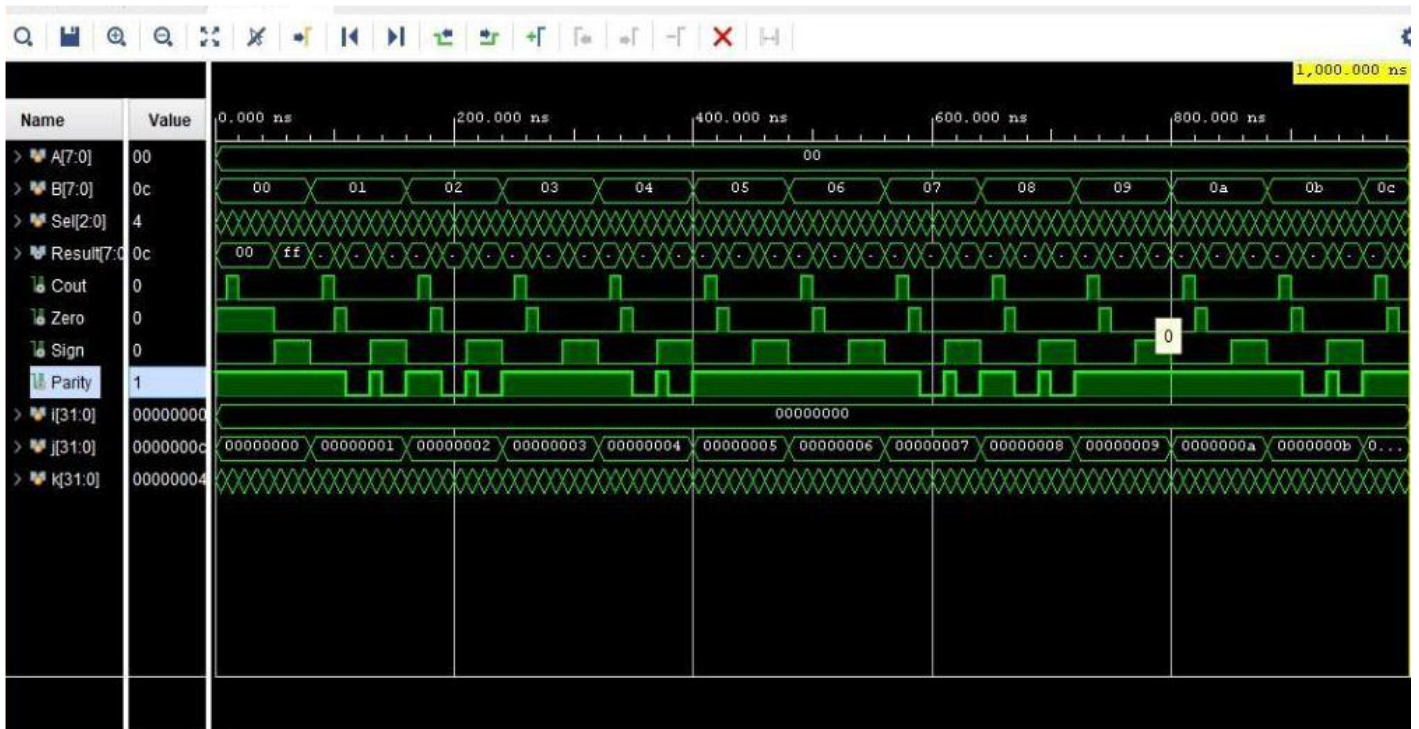 1,000.000 ns
Name Value 0.000 ns 200.000 ns 400.000 ns 600.000 ns 800.000 ns
A[7:0] 00 00
B[7:0] 0c 00 01 02 03 04 05 06 07 08 09 0a 0b 0c
Sel[2:0] 4
Result[7:0 0c 00 ff
Cout 0
Zero 0
Sign 0 0
Parity 1
i[31:0] 00000000 00000000
j[31:0] 0000000c 00000000 00000001 00000002 00000003 00000004 00000005 00000006 00000007 00000008 00000009 0000000a 0000000b 0...
k[31:0] 00000004